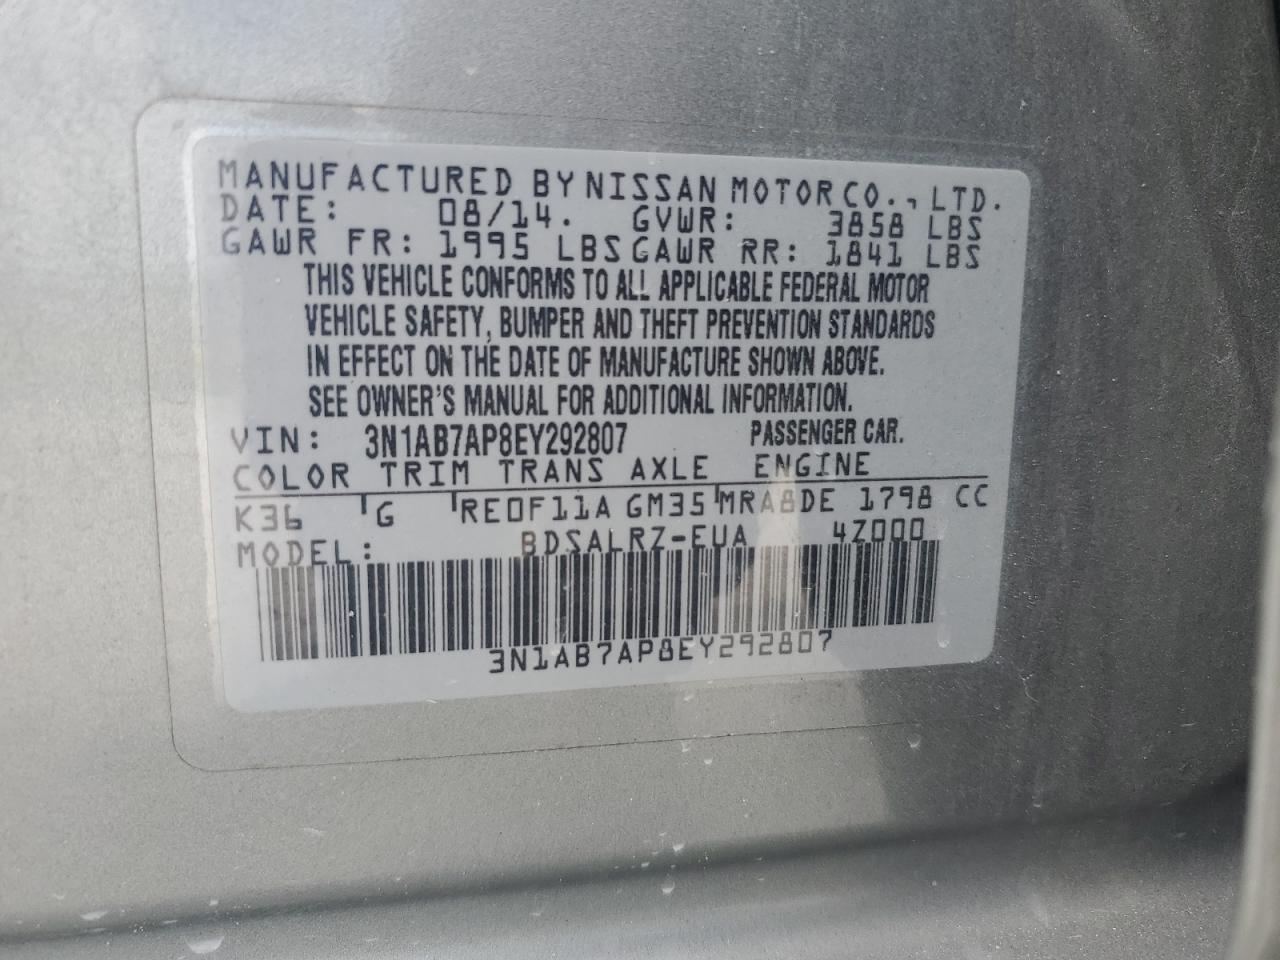 MANUFACTURED BY NISSAN MOTOR CO., LTD.
DATE: 08/14. GVWR: 3858 LBS
GAWR FR: 1995 LBS GAWR RR: 1841 LBS
THIS VEHICLE CONFORMS TO ALL APPLICABLE FEDERAL MOTOR
VEHICLE SAFETY, BUMPER AND THEFT PREVENTION STANDARDS
IN EFFECT ON THE DATE OF MANUFACTURE SHOWN ABOVE.
SEE OWNER'S MANUAL FOR ADDITIONAL INFORMATION.
VIN: 3N1AB7AP8EY292807 PASSENGER CAR.
COLOR TRIM TRANS AXLE ENGINE
K36 G RE0F11A GM35 MRA8DE 1798 CC
MODEL: BDSALRZ-EUA 4Z000
3N1AB7AP8EY292807